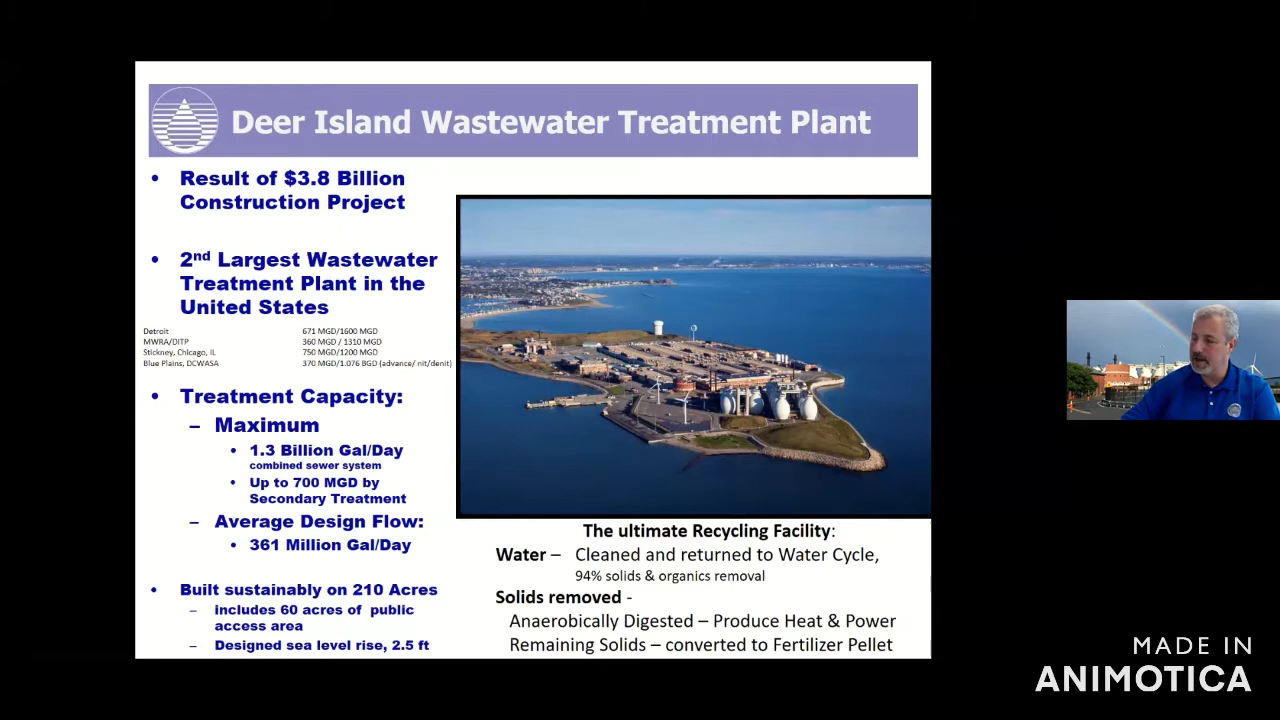 Deer Island Wastewater Treatment Plant
• Result of $3.8 Billion
Construction Project
• 2nd Largest Wastewater
Treatment Plant in the
United States
Detroit 671 MGD/1600 MGD
MWRA/DITP 360 MGD / 1310 MGD
Stickney, Chicago, IL 750 MGD/1200 MGD
Blue Plains, DCWASA 370 MGD/1.076 BGD (advance/ nit/denit)
• Treatment Capacity:
– Maximum
• 1.3 Billion Gal/Day
combined sewer system
• Up to 700 MGD by
Secondary Treatment
– Average Design Flow:
• 361 Million Gal/Day
• Built sustainably on 210 Acres
– includes 60 acres of public
access area
– Designed sea level rise, 2.5 ft
The ultimate Recycling Facility:
Water – Cleaned and returned to Water Cycle,
94% solids & organics removal
Solids removed -
Anaerobically Digested – Produce Heat & Power
Remaining Solids – converted to Fertilizer Pellet
MADE IN
ANIMOTICA